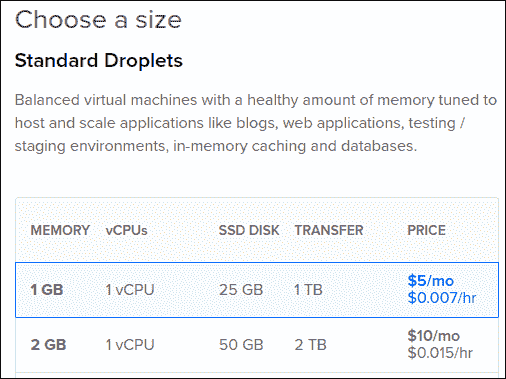 Choose a size
Standard Droplets
Balanced virtual machines with a healthy amount of memory tuned to
host and scale applications like blogs, web applications, testing /
staging environments, in-memory caching and databases.
MEMORY vCPUs SSD DISK TRANSFER PRICE
1 GB 1 vCPU 25 GB 1 TB $5/mo
$0.007/hr
2 GB 1 vCPU 50 GB 2 TB $10/mo
$0.015/hr